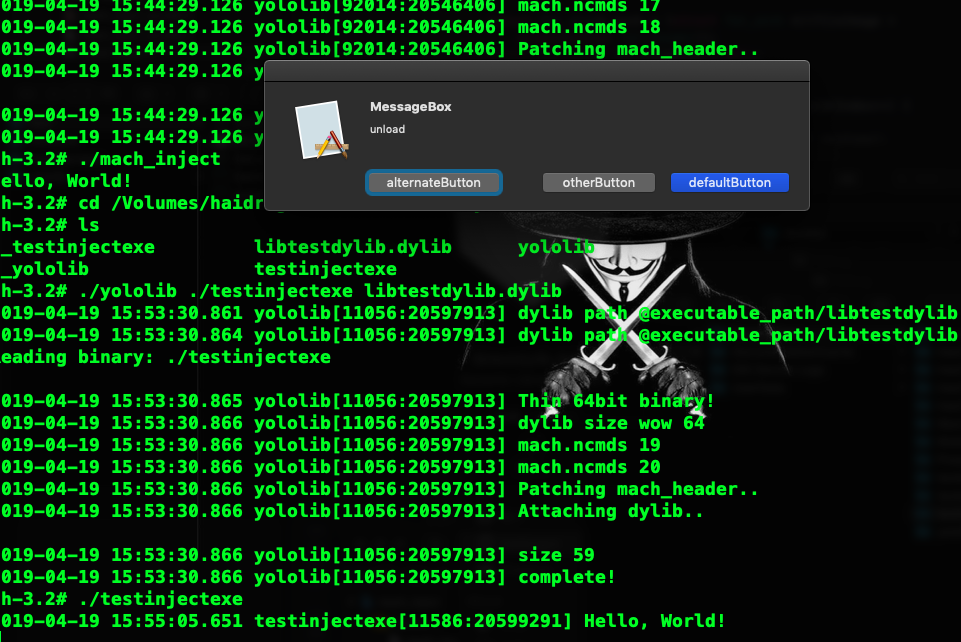 019-04-19 15:44:29.126 yololib[92014:20546406] mach.ncmds 17
019-04-19 15:44:29.126 yololib[92014:20546406] mach.ncmds 18
019-04-19 15:44:29.126 yololib[92014:20546406] Patching mach_header..
019-04-19 15:44:29.126 y
MessageBox
unload
alternateButton otherButton defaultButton
019-04-19 15:44:29.126 y
019-04-19 15:44:29.126 y
h-3.2# ./mach_inject
ello, World!
h-3.2# cd /Volumes/haidr
h-3.2# ls
_testinjectexe libtestdylib.dylib yololib
_yololib testinjectexe
h-3.2# ./yololib ./testinjectexe libtestdylib.dylib
019-04-19 15:53:30.861 yololib[11056:20597913] dylib path @executable_path/libtestdylib
019-04-19 15:53:30.864 yololib[11056:20597913] dylib path @executable_path/libtestdylib
eading binary: ./testinjectexe
019-04-19 15:53:30.865 yololib[11056:20597913] Thin 64bit binary!
019-04-19 15:53:30.866 yololib[11056:20597913] dylib size wow 64
019-04-19 15:53:30.866 yololib[11056:20597913] mach.ncmds 19
019-04-19 15:53:30.866 yololib[11056:20597913] mach.ncmds 20
019-04-19 15:53:30.866 yololib[11056:20597913] Patching mach_header..
019-04-19 15:53:30.866 yololib[11056:20597913] Attaching dylib..
019-04-19 15:53:30.866 yololib[11056:20597913] size 59
019-04-19 15:53:30.866 yololib[11056:20597913] complete!
h-3.2# ./testinjectexe
019-04-19 15:55:05.651 testinjectexe[11586:20599291] Hello, World!